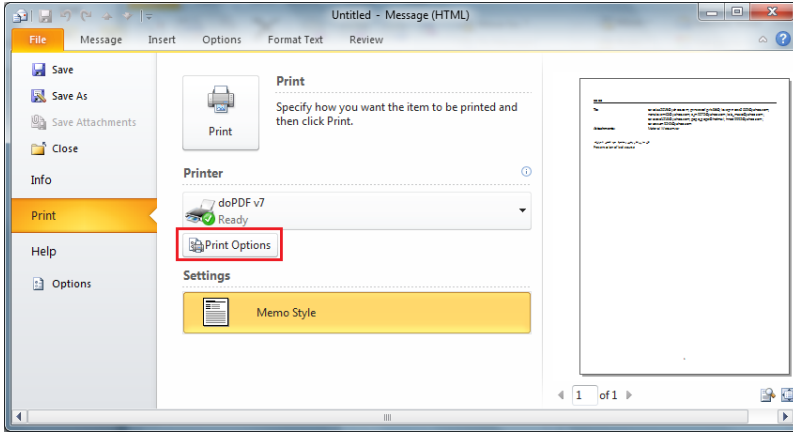 Untitled - Message (HTML)
File Message Insert Options Format Text Review
Save
Save As
Save Attachments
Close
Info
Print
Help
Options
Print
Print
Specify how you want the item to be printed and
then click Print.
Printer
doPDF v7
Ready
Print Options
Settings
Memo Style
To:
Attachments:
1 of 1